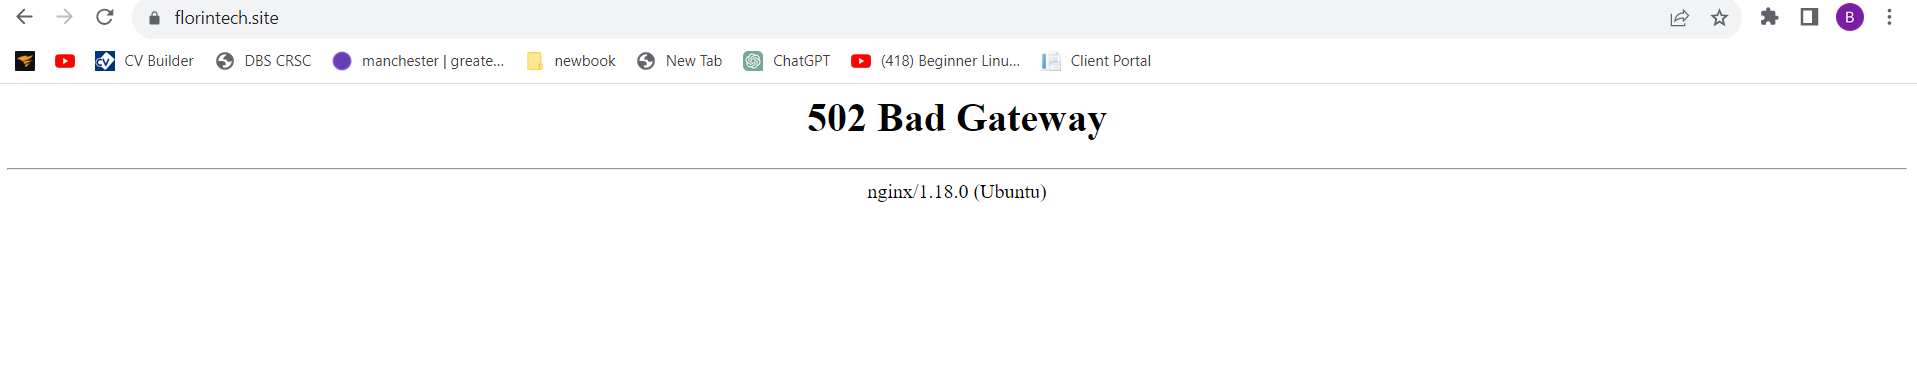 florintech.site
B
CV Builder DBS CRSC manchester | greate... newbook New Tab ChatGPT (418) Beginner Linu... Client Portal
502 Bad Gateway
nginx/1.18.0 (Ubuntu)